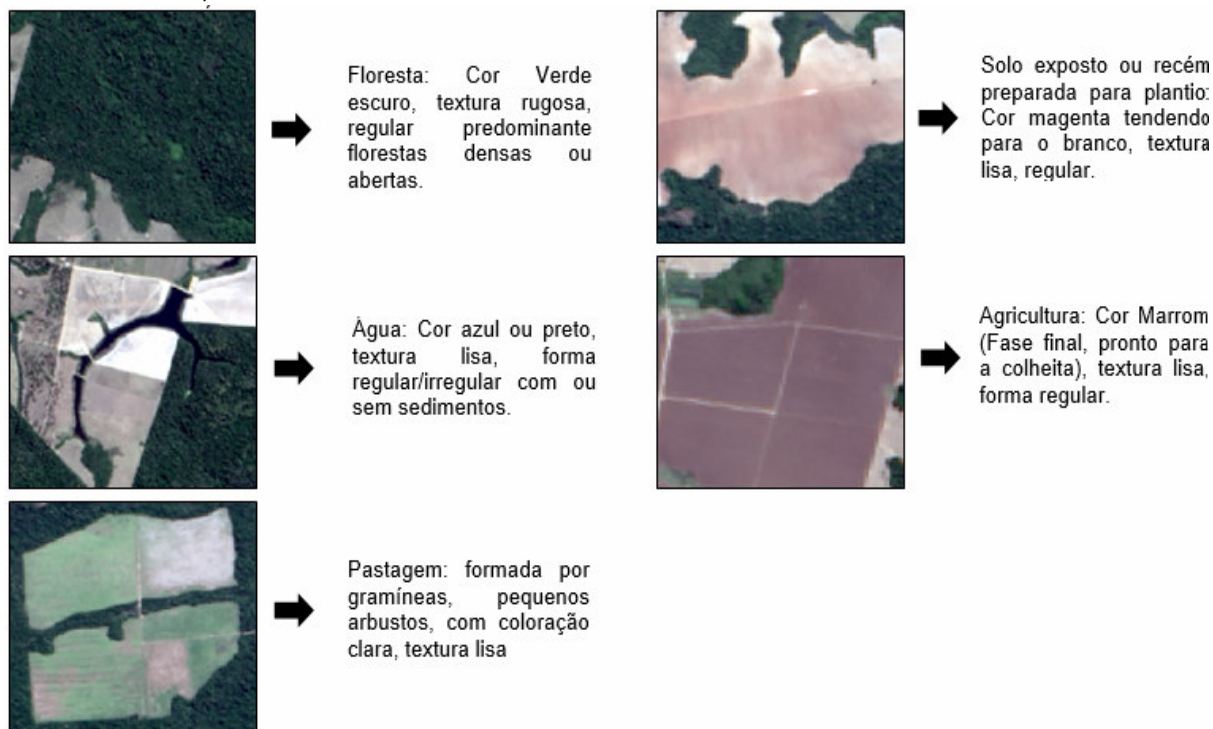 Floresta: Cor Verde
escuro, textura rugosa,
regular predominante
florestas densas ou
abertas.
Solo exposto ou recém
preparada para plantio:
Cor magenta tendendo
para o branco, textura
lisa, regular.
Água: Cor azul ou preto,
textura lisa, forma
regular/irregular com ou
sem sedimentos.
Agricultura: Cor Marrom
(Fase final, pronto para
a colheita), textura lisa,
forma regular.
Pastagem: formada por
gramíneas, pequenos
arbustos, com coloração
clara, textura lisa